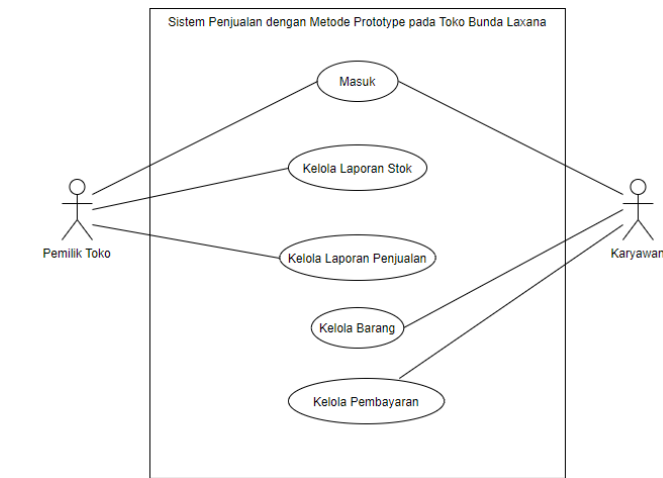 Sistem Penjualan dengan Metode Prototype pada Toko Bunda Laxana
Masuk
Kelola Laporan Stok
Pemilik Toko
Karyawan
Kelola Laporan Penjualan
Kelola Barang
Kelola Pembayaran